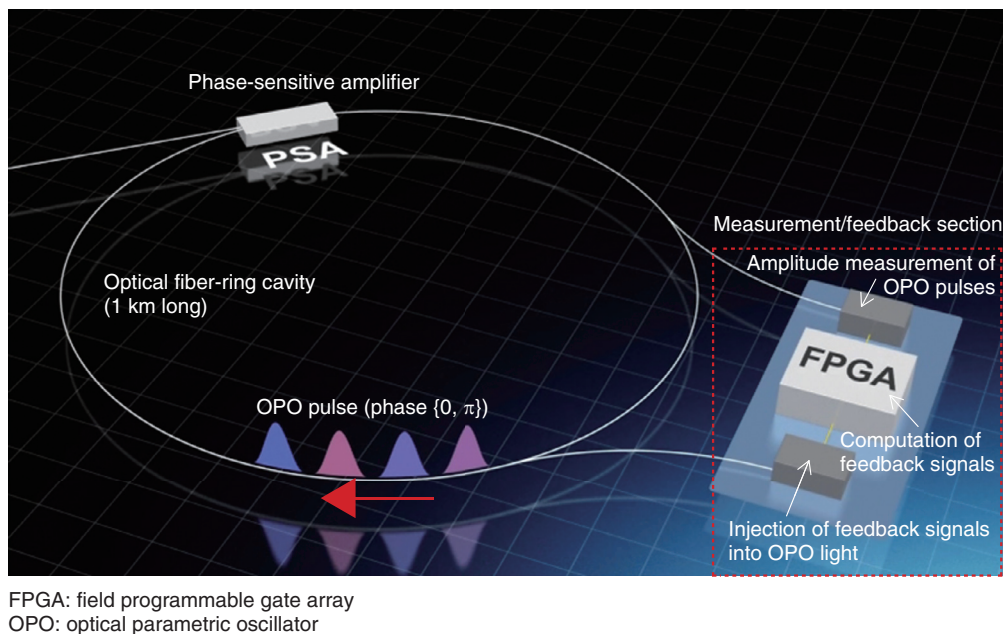 Phase-sensitive amplifier
PSA
PSA
Measurement/feedback section
Amplitude measurement of
OPO pulses
Optical fiber-ring cavity
(1 km long)
FPGA
OPO pulse (phase {0, π})
Computation of
feedback signals
Injection of feedback signals
into OPO light
FPGA: field programmable gate array
OPO: optical parametric oscillator